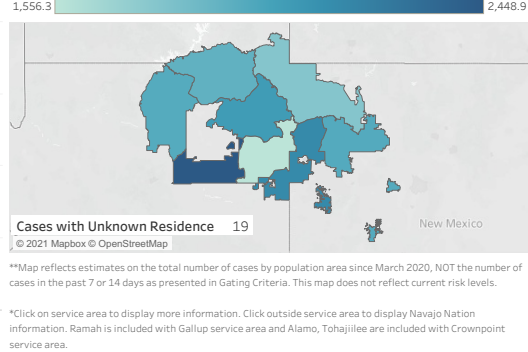 1,556.3 2,448.9
New Mexico
Cases with Unknown Residence 19
© 2021 Mapbox © OpenStreetMap
**Map reflects estimates on the total number of cases by population area since March 2020, NOT the number of
cases in the past 7 or 14 days as presented in Gating Criteria. This map does not reflect current risk levels.
*Click on service area to display more information. Click outside service area to display Navajo Nation
information. Ramah is included with Gallup service area and Alamo, Tohajiilee are included with Crownpoint
service area.